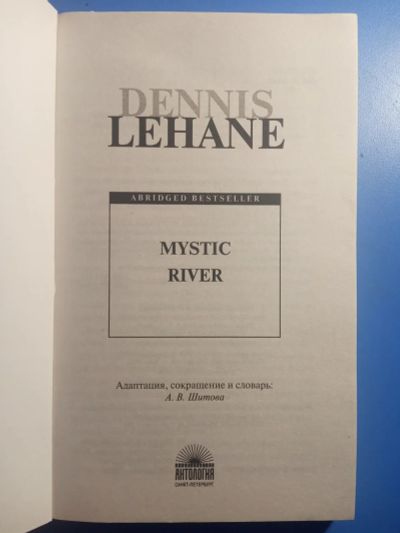 DENNIS
LEHANE
ABRIDGED BESTSELLER
MYSTIC
RIVER
Адаптация, сокращение и словарь:
А. В. Шитова
АНТОЛОГИЯ
САНКТ-ПЕТЕРБУРГ